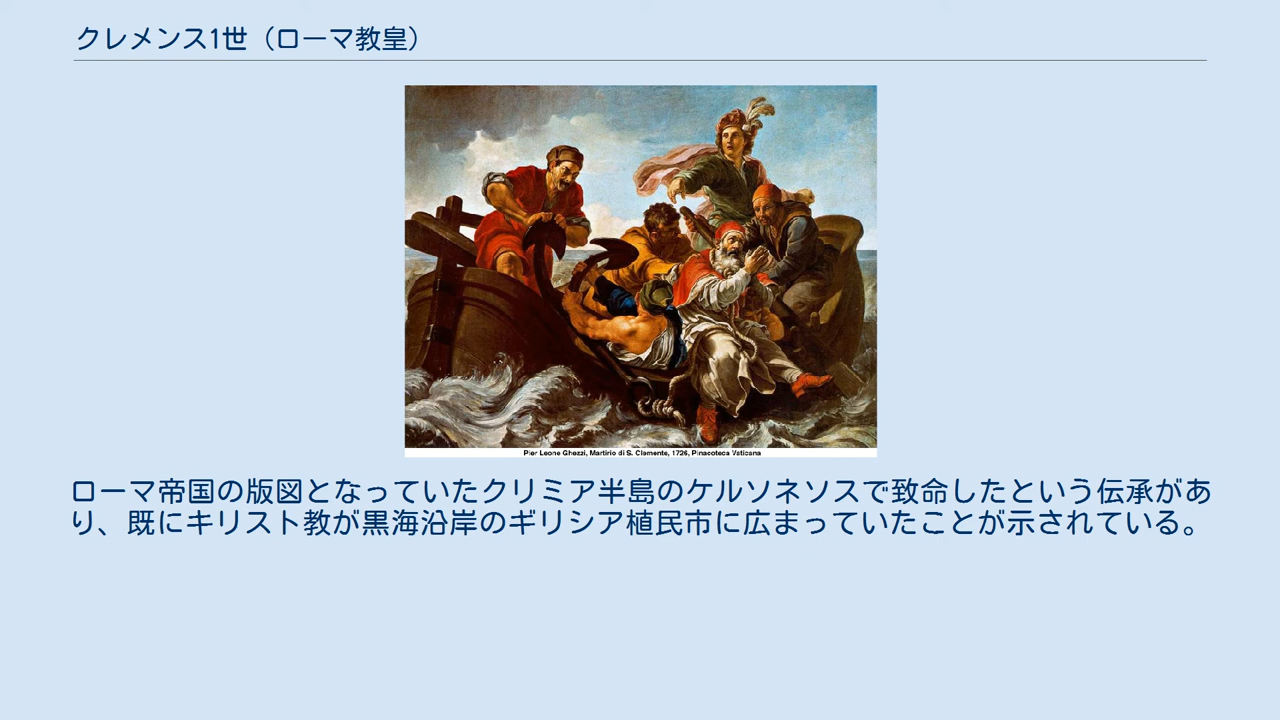 クレメンス1世（ローマ教皇）
Pier Leone Ghezzi, Martirio di S. Clemente, 1726, Pinacoteca Vaticana
ローマ帝国の版図となっていたクリミア半島のケルソネソスで致命したという伝承があ
り、既にキリスト教が黒海沿岸のギリシア植民市に広まっていたことが示されている。